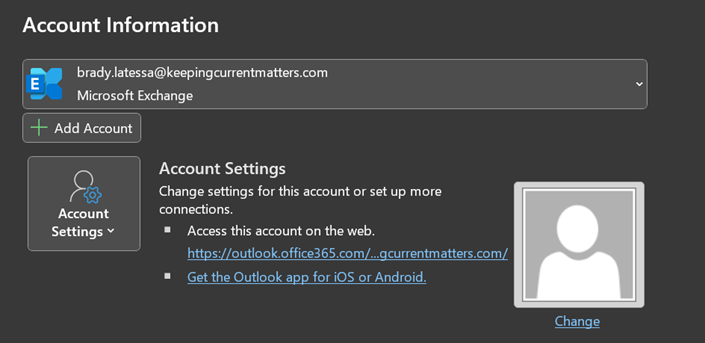 Account Information
brady.latessa@keepingcurrentmatters.com
Microsoft Exchange
Add Account
Account Settings
Change settings for this account or set up more
connections.
Account
Settings
Access this account on the web.
https://outlook.office365.com/...gcurrentmatters.com/
Get the Outlook app for iOS or Android.
Change